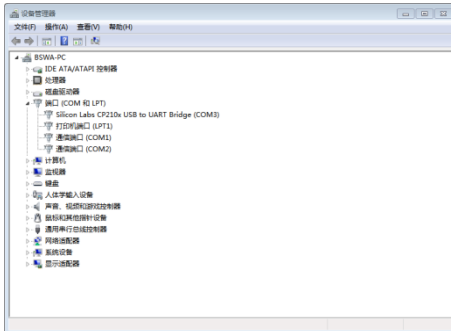 设备管理器
文件(F) 操作(A) 查看(V) 帮助(H)
BSWA-PC
IDE ATA/ATAPI 控制器
处理器
磁盘驱动器
端口 (COM 和 LPT)
Silicon Labs CP210x USB to UART Bridge (COM3)
打印机端口 (LPT1)
通信端口 (COM1)
通信端口 (COM2)
计算机
监视器
键盘
人体学输入设备
声音、视频和游戏控制器
鼠标和其他指针设备
通用串行总线控制器
网络适配器
系统设备
显示适配器